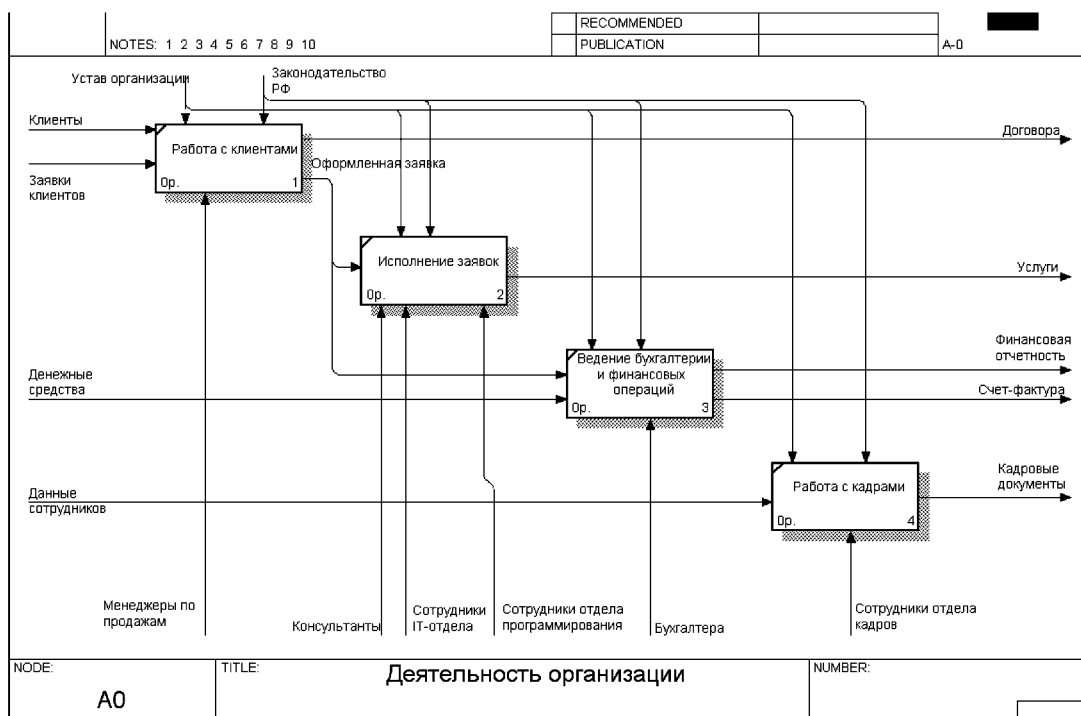 RECOMMENDED
NOTES: 1 2 3 4 5 6 7 8 9 10
PUBLICATION
A-0
Устав организации
Законодательство
РФ
Клиенты
Работа с клиентами
0р.
1
Договора
Оформленная заявка
Заявки
клиентов
Исполнение заявок
0р.
2
Услуги
Ведение бухгалтерии
и финансовых
операций
0р.
3
Финансовая
отчетность
Счет-фактура
Денежные
средства
Работа с кадрами
0р.
4
Кадровые
документы
Данные
сотрудников
Менеджеры по
продажам
Консультанты
Сотрудники
IT-отдела
Сотрудники отдела
программирования
Бухгалтера
Сотрудники отдела
кадров
NODE:
A0
TITLE:
Деятельность организации
NUMBER: